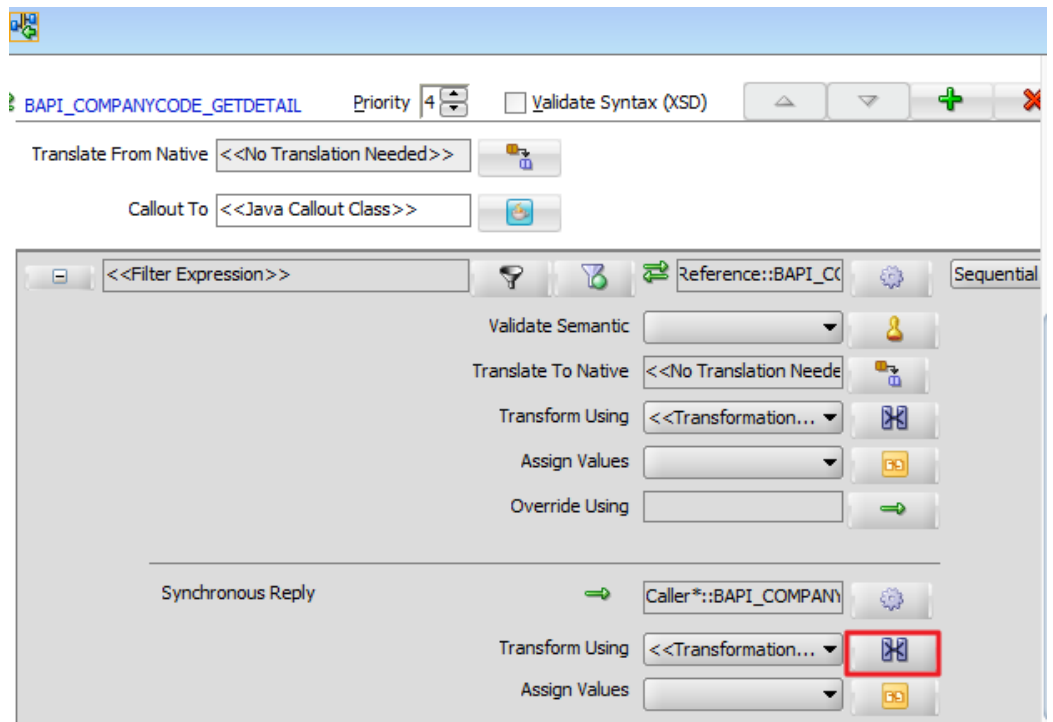 BAPI_COMPANYCODE_GETDETAIL Priority 4 Validate Syntax (XSD)
Translate From Native <<No Translation Needed>>
Callout To <<Java Callout Class>>
<<Filter Expression>> Reference::BAPI_CO Sequential
Validate Semantic
Translate To Native <<No Translation Neede
Transform Using <<Transformation...
Assign Values
Override Using
Synchronous Reply Caller*::BAPI_COMPANY
Transform Using <<Transformation...
Assign Values